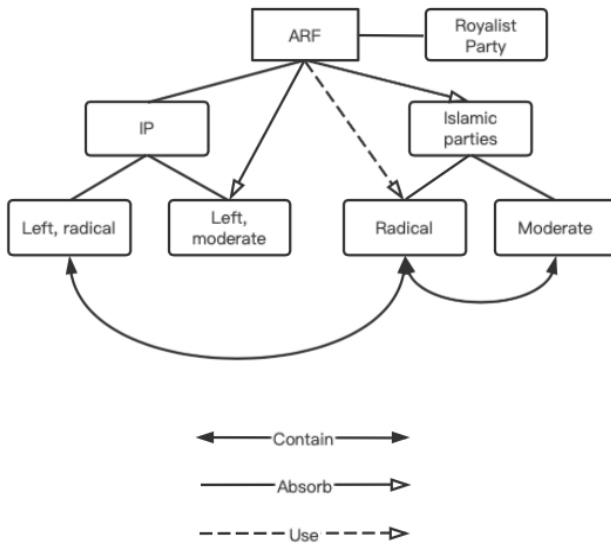 ARF
Royalist
Party
IP
Islamic
parties
Left, radical
Left,
moderate
Radical
Moderate
Contain
Absorb
Use